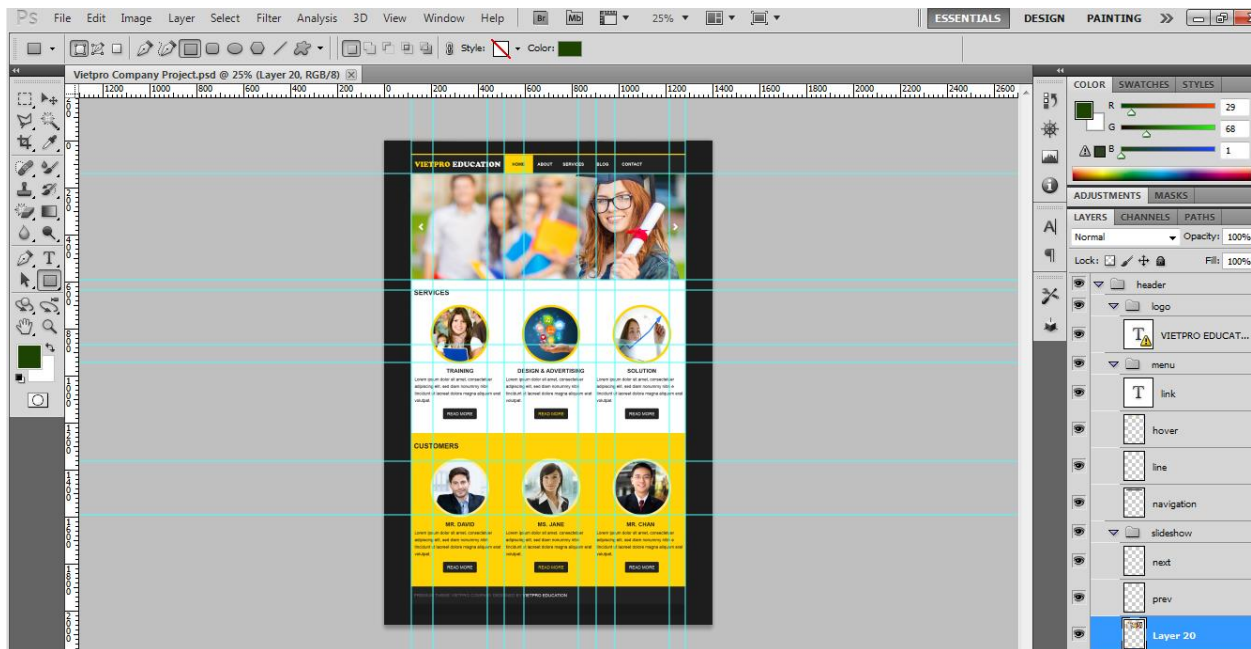 Ps File Edit Image Layer Select Filter Analysis 3D View Window Help Br Mb 25% ESSENTIALS DESIGN PAINTING
Style: Color:
Vietpro Company Project.psd @ 25% (Layer 20, RGB/8)
1200 1000 800 600 400 200 0 200 400 600 800 1000 1200 1400 1600 1800 2000 2200 2400 2600
VIETPRO EDUCATION HOME ABOUT SERVICES BLOG CONTACT
SERVICES
TRAINING DESIGN & ADVERTISING SOLUTION
READ MORE READ MORE READ MORE
CUSTOMERS
MR. DAVID MS. JANE MR. CHAN
READ MORE READ MORE READ MORE
VIETPRO EDUCATION
COLOR SWATCHES STYLES
R 29
G 68
B 1
ADJUSTMENTS MASKS
LAYERS CHANNELS PATHS
Normal Opacity: 100%
Lock: Fill: 100%
header
logo
VIETPRO EDUCAT...
menu
link
hover
line
navigation
slideshow
next
prev
Layer 20